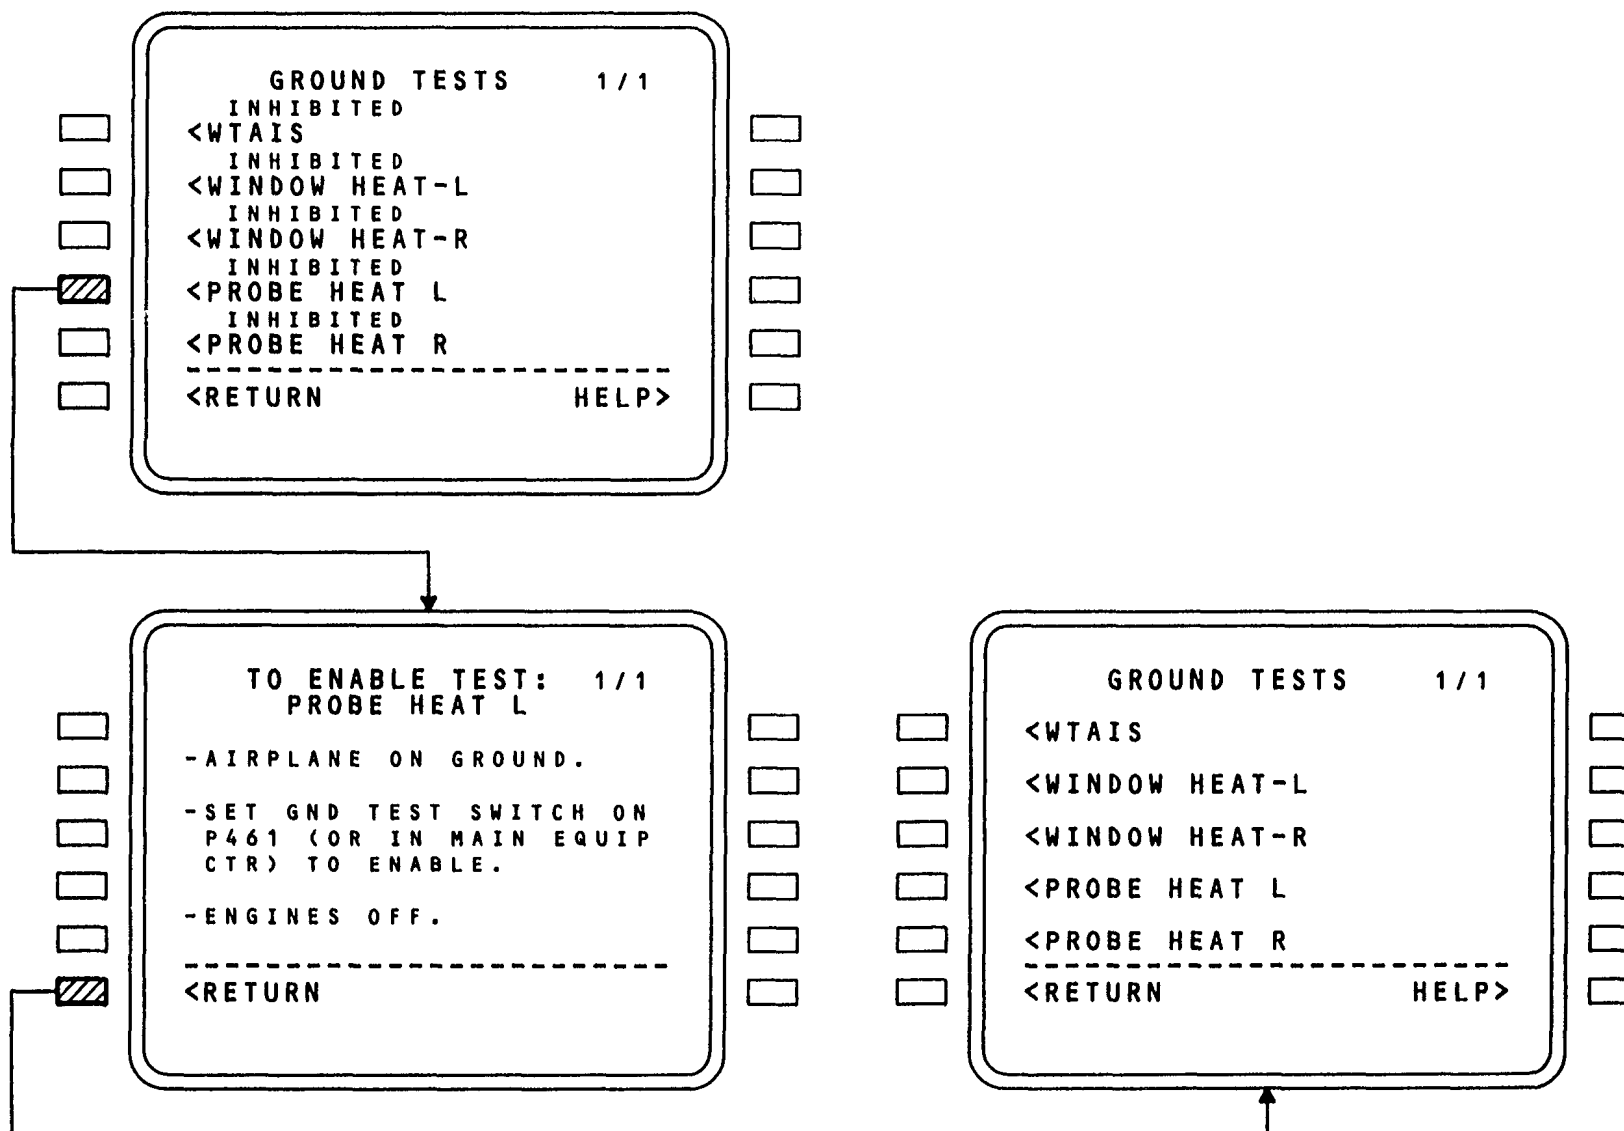 GROUND TESTS 1/1
INHIBITED
<WTAIS
INHIBITED
<WINDOW HEAT-L
INHIBITED
<WINDOW HEAT-R
INHIBITED
<PROBE HEAT L
INHIBITED
<PROBE HEAT R
<RETURN HELP>
TO ENABLE TEST: 1/1
PROBE HEAT L
-AIRPLANE ON GROUND.
-SET GND TEST SWITCH ON
P461 (OR IN MAIN EQUIP
CTR) TO ENABLE.
-ENGINES OFF.
<RETURN
GROUND TESTS 1/1
<WTAIS
<WINDOW HEAT-L
<WINDOW HEAT-R
<PROBE HEAT L
<PROBE HEAT R
<RETURN HELP>